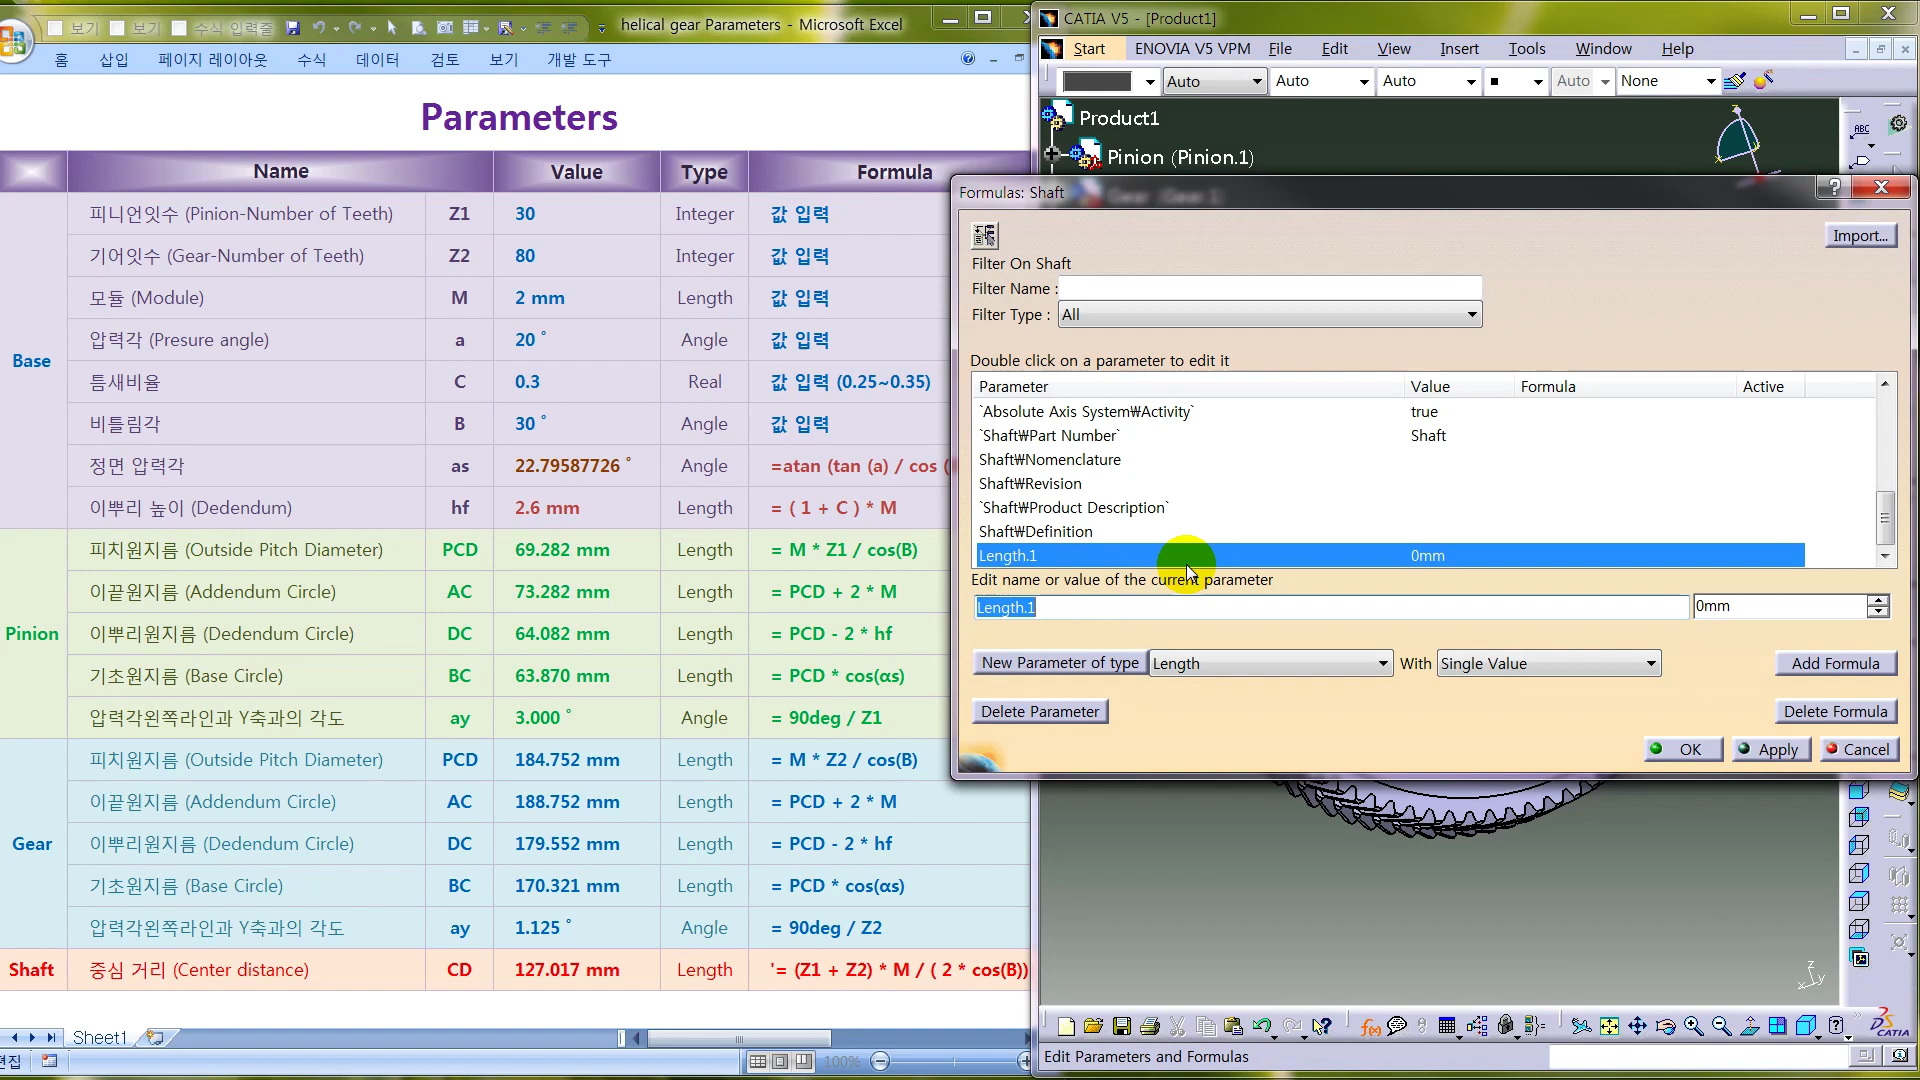 보기 보기 수식 입력줄
helical gear Parameters - Microsoft Excel
홈 삽입 페이지 레이아웃 수식 데이터 검토 보기 개발 도구
Parameters
Name Value Type Formula
Base
피니언잇수 (Pinion-Number of Teeth) Z1 30 Integer 값 입력
기어잇수 (Gear-Number of Teeth) Z2 80 Integer 값 입력
모듈 (Module) M 2 mm Length 값 입력
압력각 (Presure angle) a 20 ˚ Angle 값 입력
틈새비율 C 0.3 Real 값 입력 (0.25~0.35)
비틀림각 B 30 ˚ Angle 값 입력
정면 압력각 as 22.79587726 ˚ Angle =atan (tan (a) / cos (
이뿌리 높이 (Dedendum) hf 2.6 mm Length = ( 1 + C ) * M
Pinion
피치원지름 (Outside Pitch Diameter) PCD 69.282 mm Length = M * Z1 / cos(B)
이끝원지름 (Addendum Circle) AC 73.282 mm Length = PCD + 2 * M
이뿌리원지름 (Dedendum Circle) DC 64.082 mm Length = PCD - 2 * hf
기초원지름 (Base Circle) BC 63.870 mm Length = PCD * cos(αs)
압력각왼쪽라인과 Y축과의 각도 ay 3.000 ˚ Angle = 90deg / Z1
Gear
피치원지름 (Outside Pitch Diameter) PCD 184.752 mm Length = M * Z2 / cos(B)
이끝원지름 (Addendum Circle) AC 188.752 mm Length = PCD + 2 * M
이뿌리원지름 (Dedendum Circle) DC 179.552 mm Length = PCD - 2 * hf
기초원지름 (Base Circle) BC 170.321 mm Length = PCD * cos(αs)
압력각왼쪽라인과 Y축과의 각도 ay 1.125 ˚ Angle = 90deg / Z2
Shaft 중심 거리 (Center distance) CD 127.017 mm Length '= (Z1 + Z2) * M / ( 2 * cos(B))
Sheet1
편집 100%
CATIA V5 - [Product1]
Start ENOVIA V5 VPM File Edit View Insert Tools Window Help
Auto Auto Auto Auto None
Product1
Pinion (Pinion.1)
Gear (Gear.1)
ABC
Formulas: Shaft
Import...
Filter On Shaft
Filter Name :
Filter Type : All
Double click on a parameter to edit it
Parameter Value Formula Active
`Absolute Axis System₩Activity` true
`Shaft₩Part Number` Shaft
Shaft₩Nomenclature
Shaft₩Revision
`Shaft₩Product Description`
Shaft₩Definition
Length.1 0mm
Edit name or value of the current parameter
Length.1 0mm
New Parameter of type Length With Single Value Add Formula
Delete Parameter Delete Formula
OK Apply Cancel
z
x y
f(x)
CATIA
Edit Parameters and Formulas